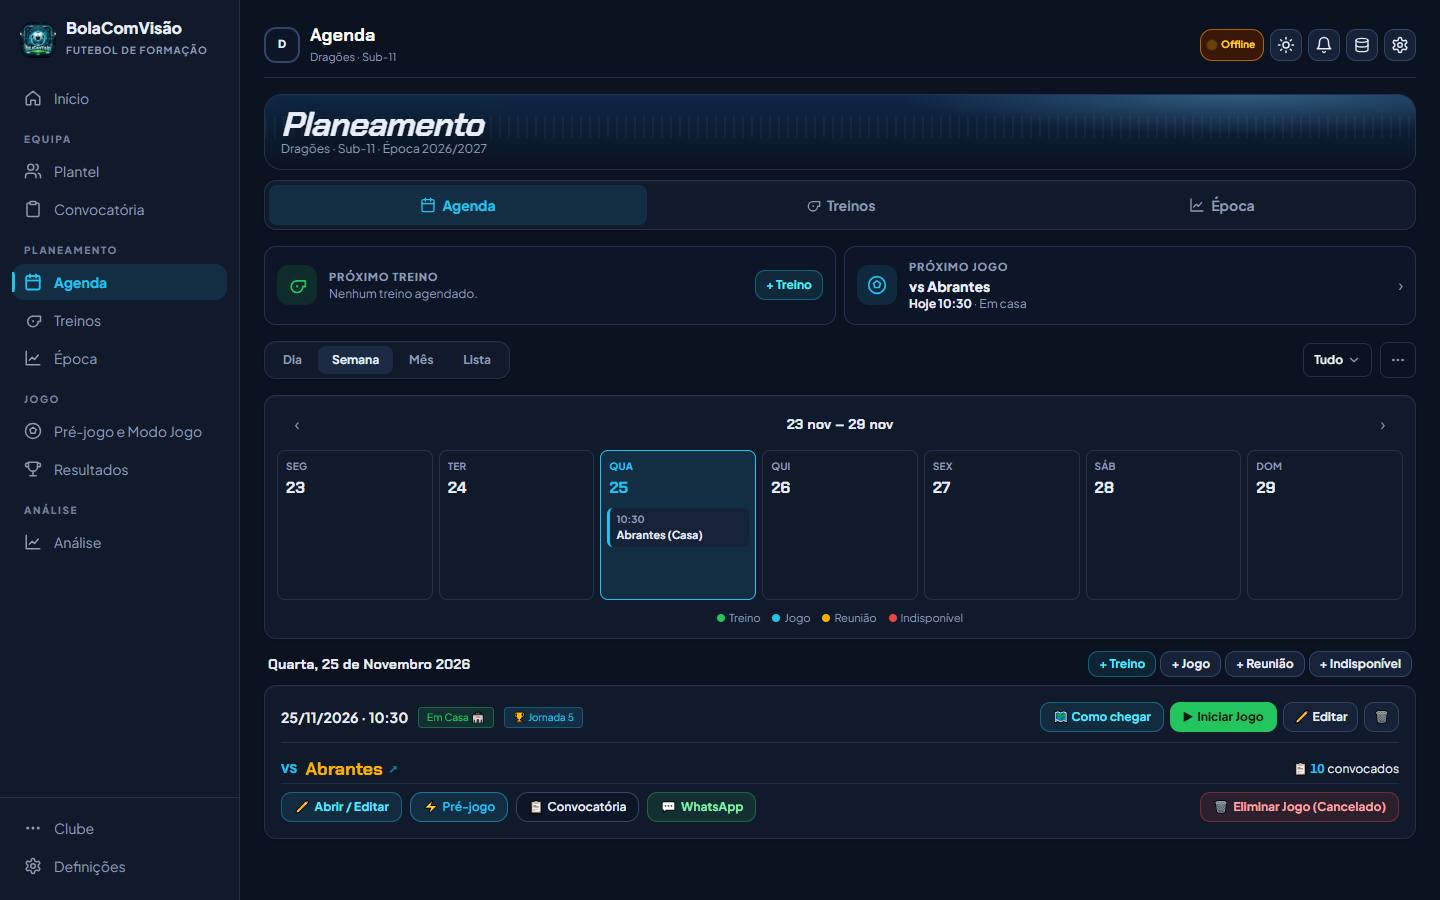 BolaComVisão
FUTEBOL DE FORMAÇÃO
Início
EQUIPA
Plantel
Convocatória
PLANEAMENTO
Agenda
Treinos
Época
JOGO
Pré-jogo e Modo Jogo
Resultados
ANÁLISE
Análise
Clube
Definições
D
Agenda
Dragões · Sub-11
Offline
Planeamento
Dragões · Sub-11 · Época 2026/2027
Agenda
Treinos
Época
PRÓXIMO TREINO
Nenhum treino agendado.
+ Treino
PRÓXIMO JOGO
vs Abrantes
Hoje 10:30 · Em casa
Dia
Semana
Mês
Lista
Tudo
23 nov – 29 nov
SEG
23
TER
24
QUA
25
10:30
Abrantes (Casa)
QUI
26
SEX
27
SÁB
28
DOM
29
Treino
Jogo
Reunião
Indisponível
Quarta, 25 de Novembro 2026
+ Treino
+ Jogo
+ Reunião
+ Indisponível
25/11/2026 · 10:30
Em Casa
Jornada 5
Como chegar
Iniciar Jogo
Editar
VS Abrantes
10 convocados
Abrir / Editar
Pré-jogo
Convocatória
WhatsApp
Eliminar Jogo (Cancelado)